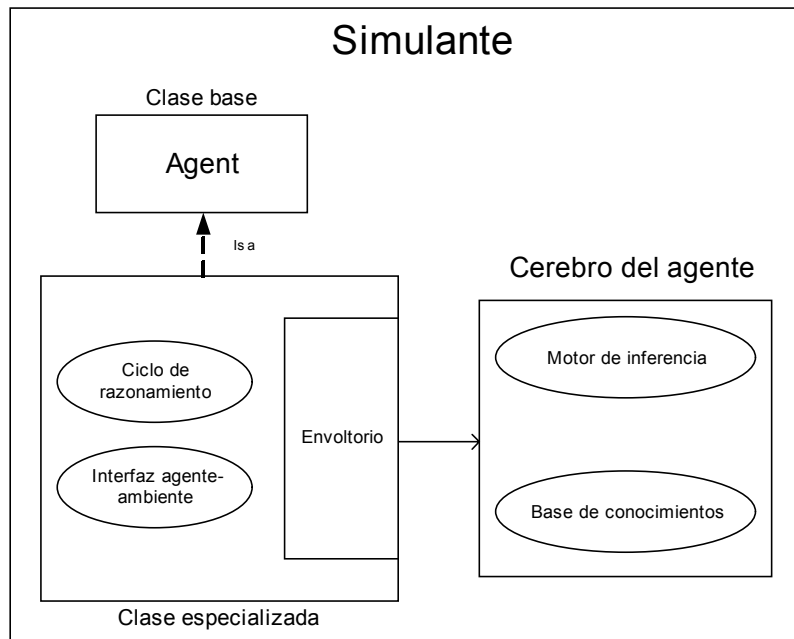 Simulante
Clase base
Agent
Is a
Cerebro del agente
Ciclo de
razonamiento
Interfaz agente-
ambiente
Envoltorio
Motor de inferencia
Base de conocimientos
Clase especializada